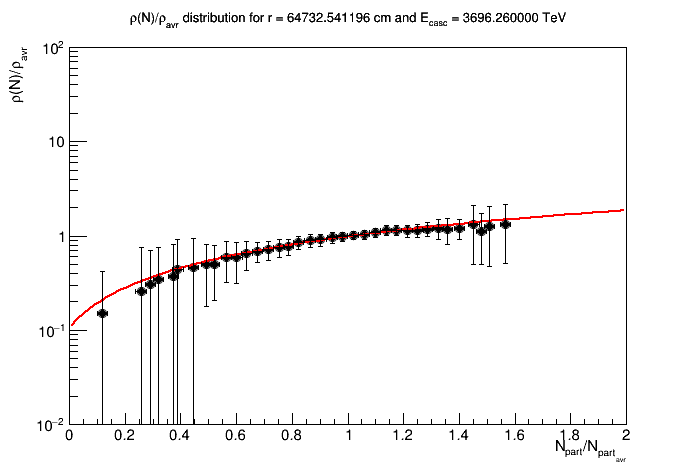 ρ(N)/ρavr distribution for r = 64732.541196 cm and Ecasc = 3696.260000 TeV
ρ(N)/ρavr
10²
10
1
10⁻¹
10⁻²
0 0.2 0.4 0.6 0.8 1 1.2 1.4 1.6 1.8 2
Npart/Npartavr